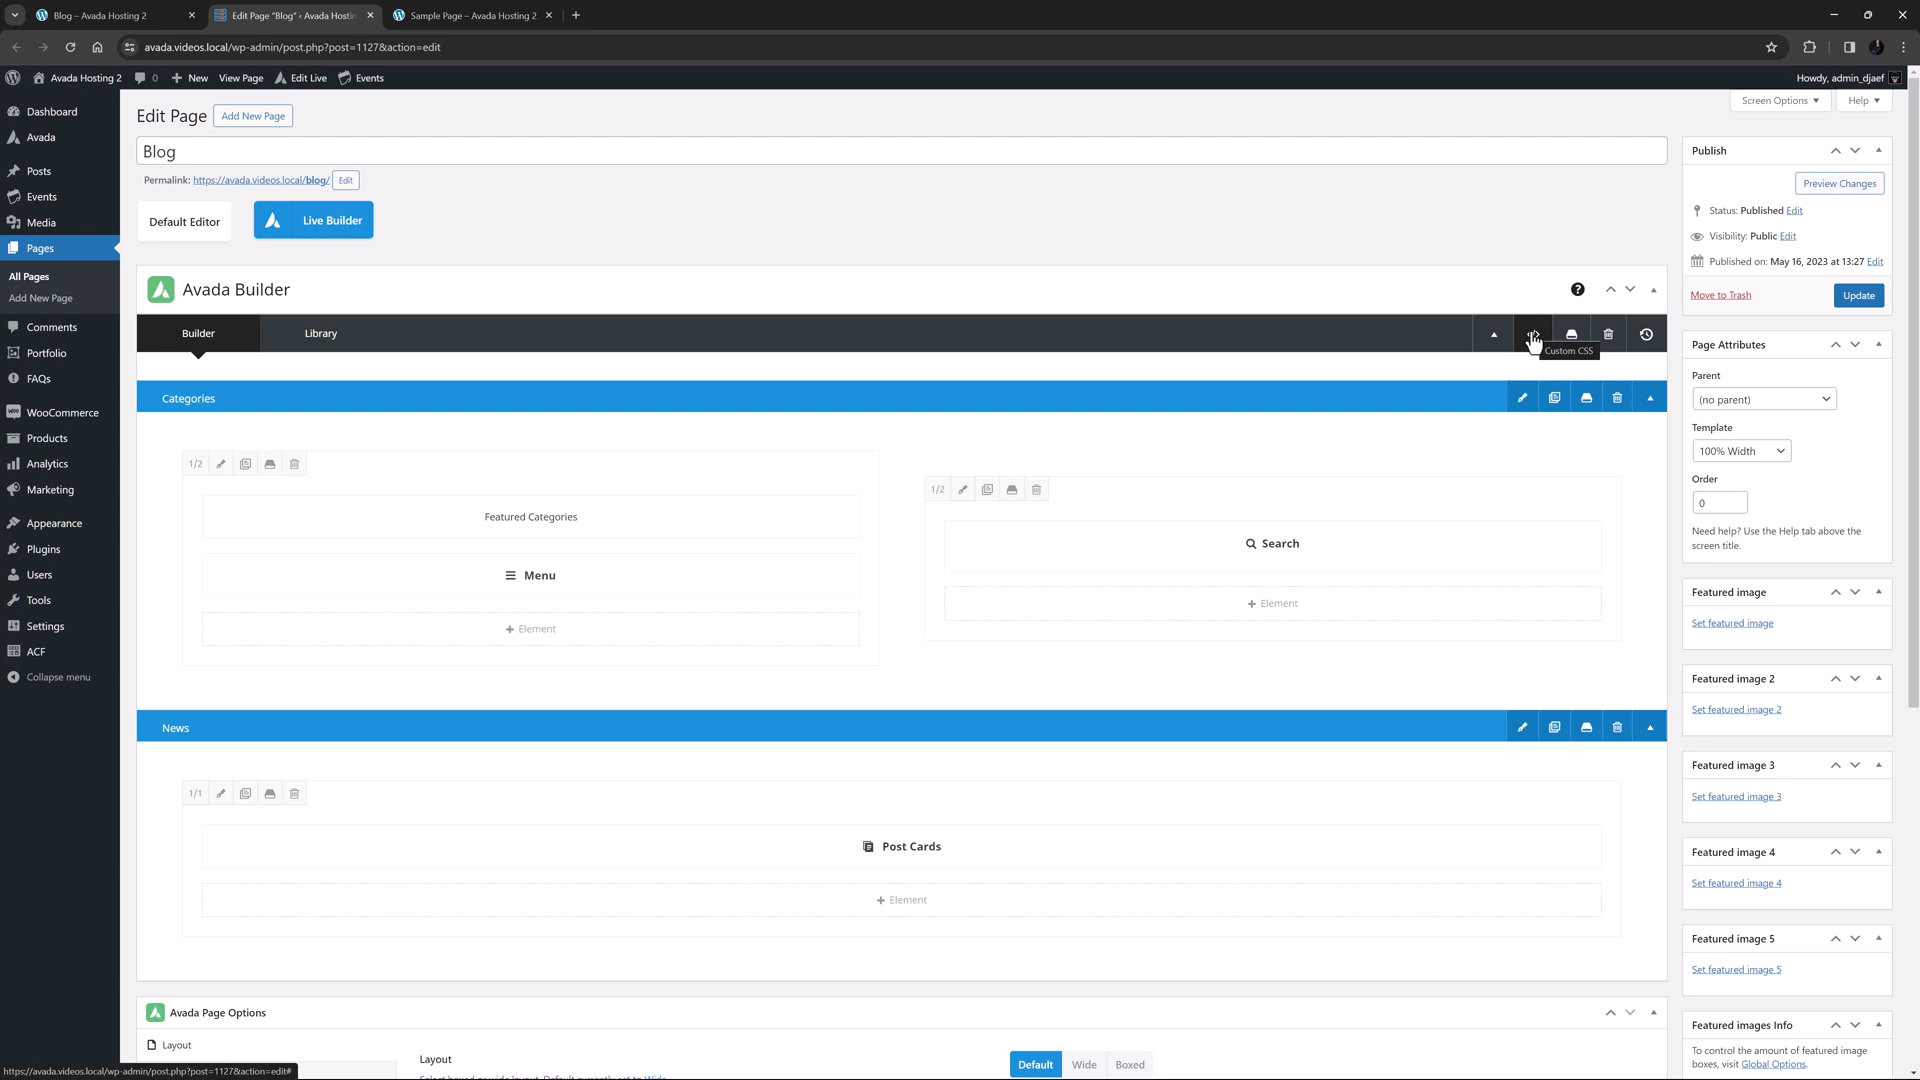 Blog – Avada Hosting 2
Edit Page "Blog" ‹ Avada Hostin
Sample Page – Avada Hosting 2
avada.videos.local/wp-admin/post.php?post=1127&action=edit
Avada Hosting 2
0
New
View Page
Edit Live
Events
Howdy, admin_djaef
Dashboard
Avada
Posts
Events
Media
Pages
All Pages
Add New Page
Comments
Portfolio
FAQs
WooCommerce
Products
Analytics
Marketing
Appearance
Plugins
Users
Tools
Settings
ACF
Collapse menu
Screen Options
Help
Edit Page
Add New Page
Blog
Permalink: https://avada.videos.local/blog/ Edit
Default Editor
Live Builder
Avada Builder
Builder
Library
Custom CSS
Categories
1/2
Featured Categories
Menu
+ Element
1/2
Search
+ Element
News
1/1
Post Cards
+ Element
Avada Page Options
Layout
Layout
Select boxed or wide layout. Default currently set to Wide.
Default
Wide
Boxed
Publish
Preview Changes
Status: Published Edit
Visibility: Public Edit
Published on: May 16, 2023 at 13:27 Edit
Move to Trash
Update
Page Attributes
Parent
(no parent)
Template
100% Width
Order
0
Need help? Use the Help tab above the
screen title.
Featured image
Set featured image
Featured image 2
Set featured image 2
Featured image 3
Set featured image 3
Featured image 4
Set featured image 4
Featured image 5
Set featured image 5
Featured images Info
To control the amount of featured image
boxes, visit Global Options.
https://avada.videos.local/wp-admin/post.php?post=1127&action=edit#